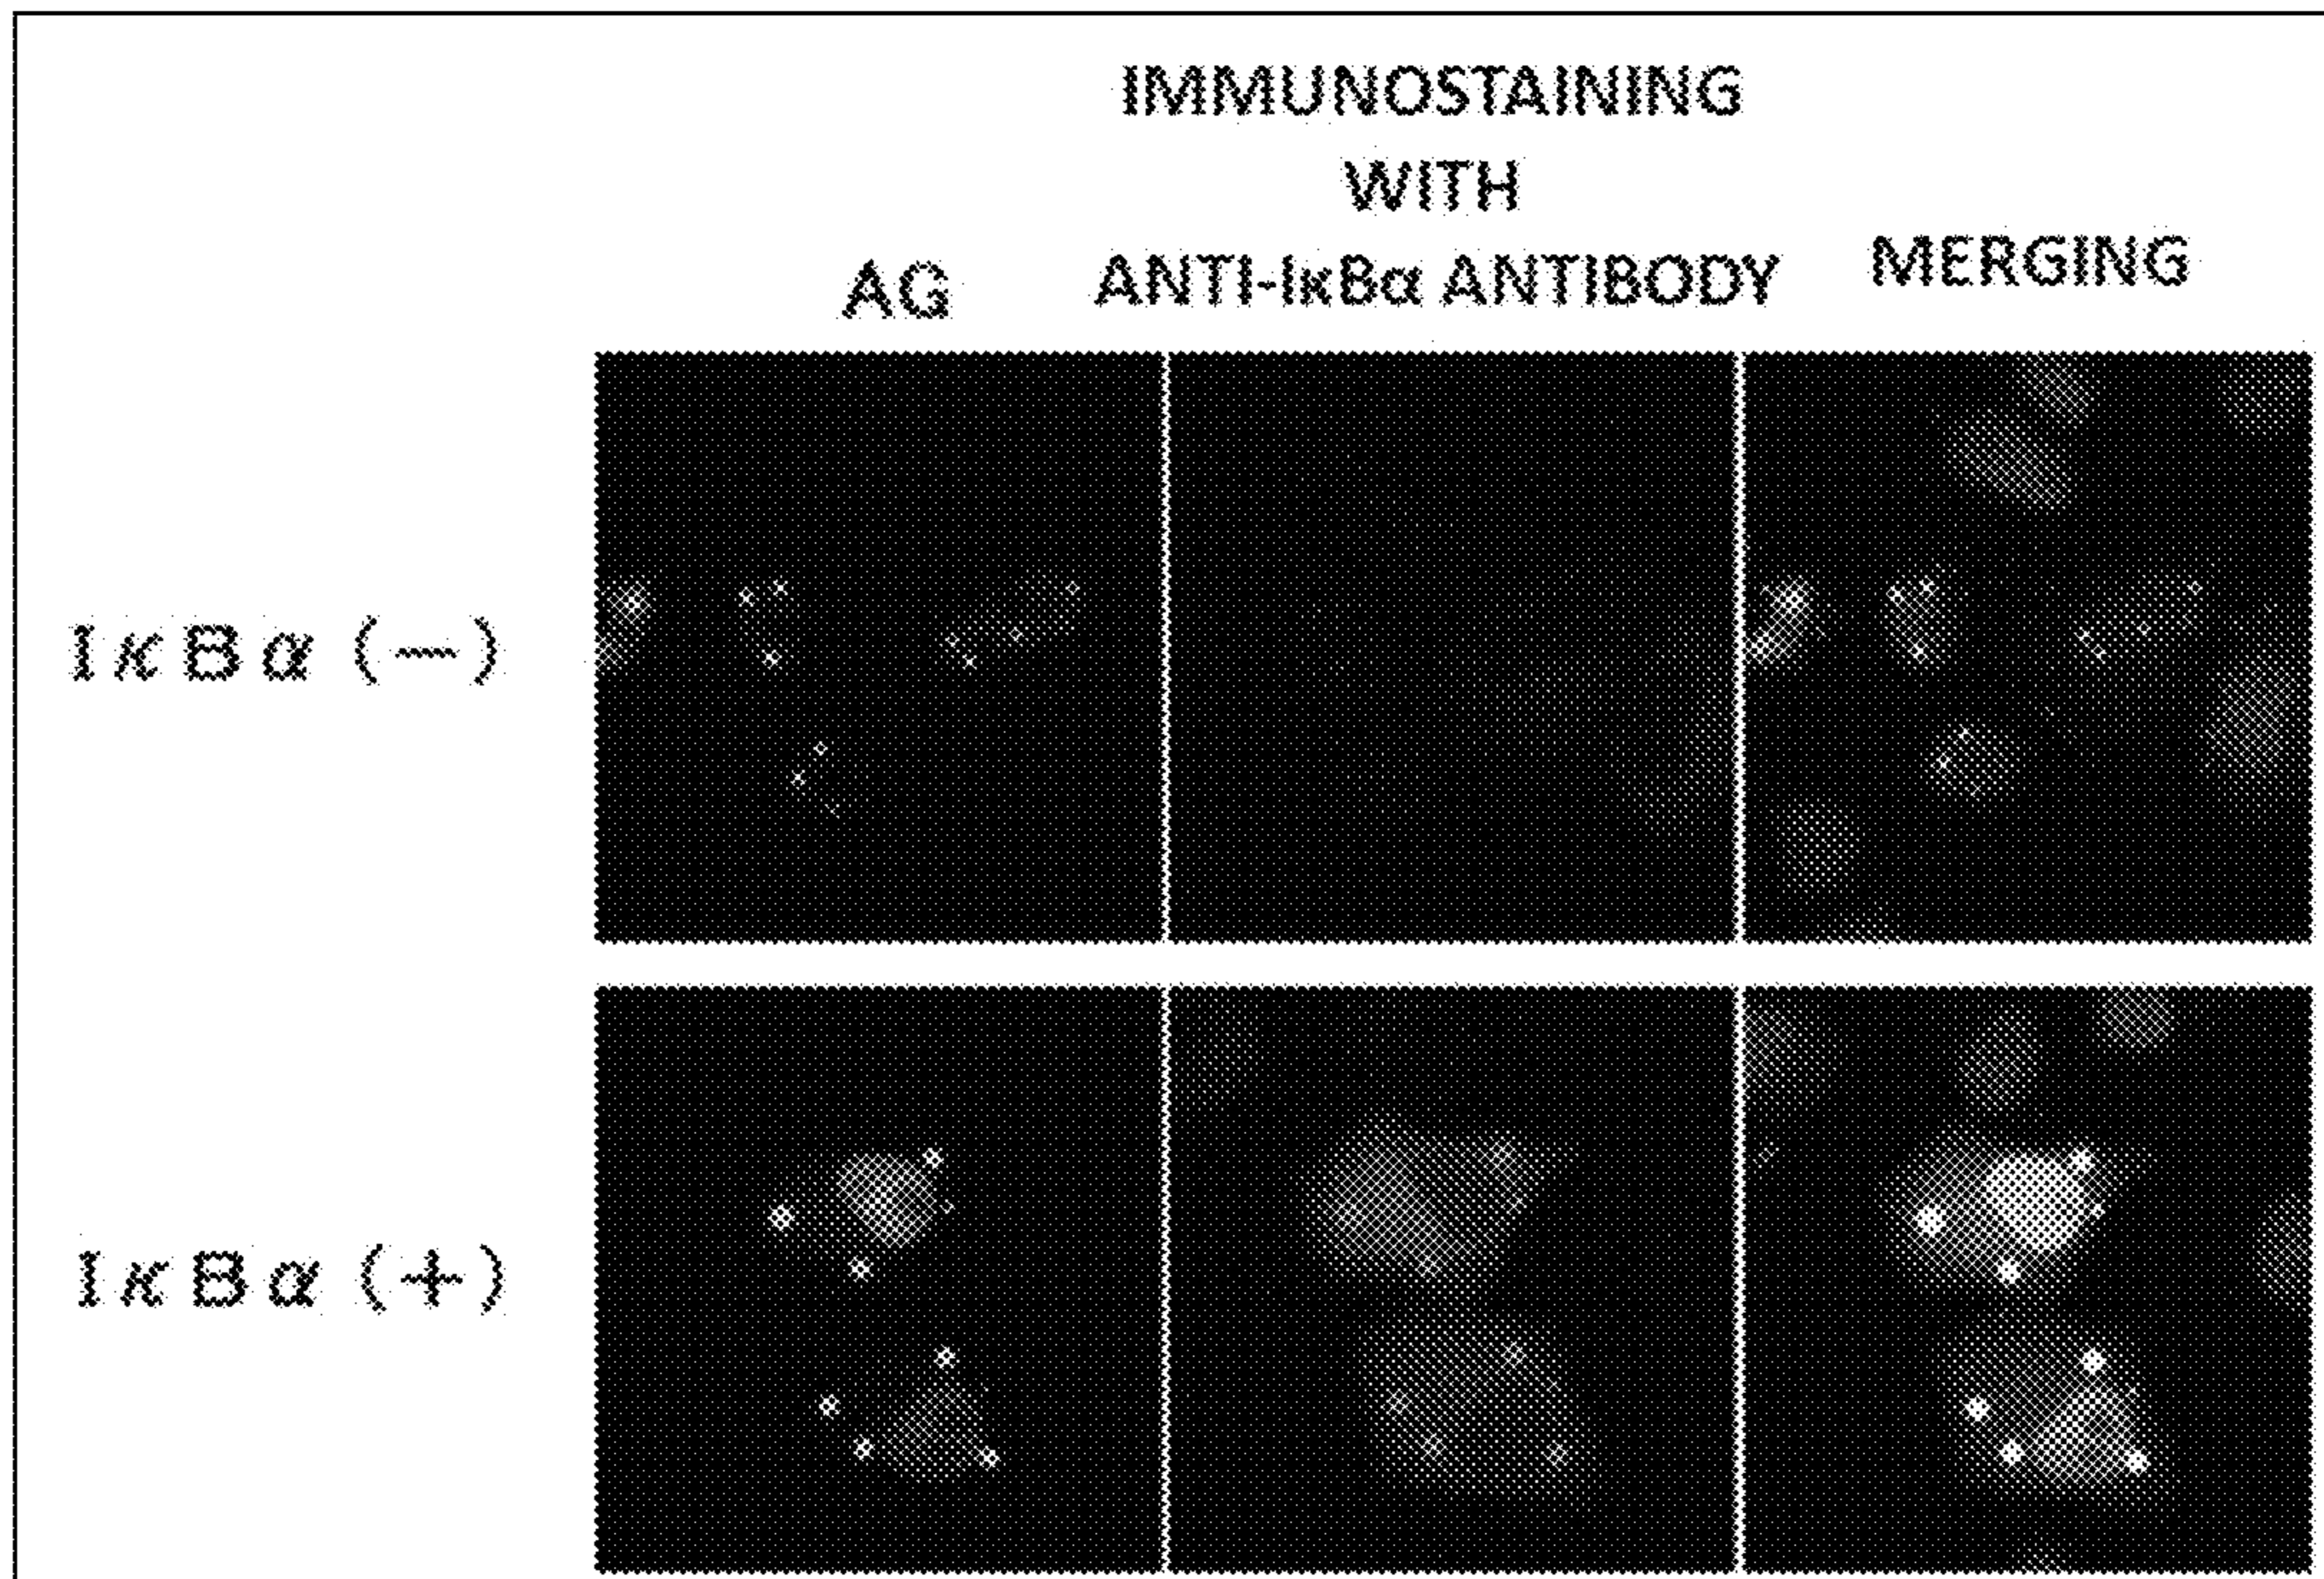 IMMUNOSTAINING
WITH
AG
ANTI-IκBα ANTIBODY
MERGING
IκBα (−)
IκBα (+)